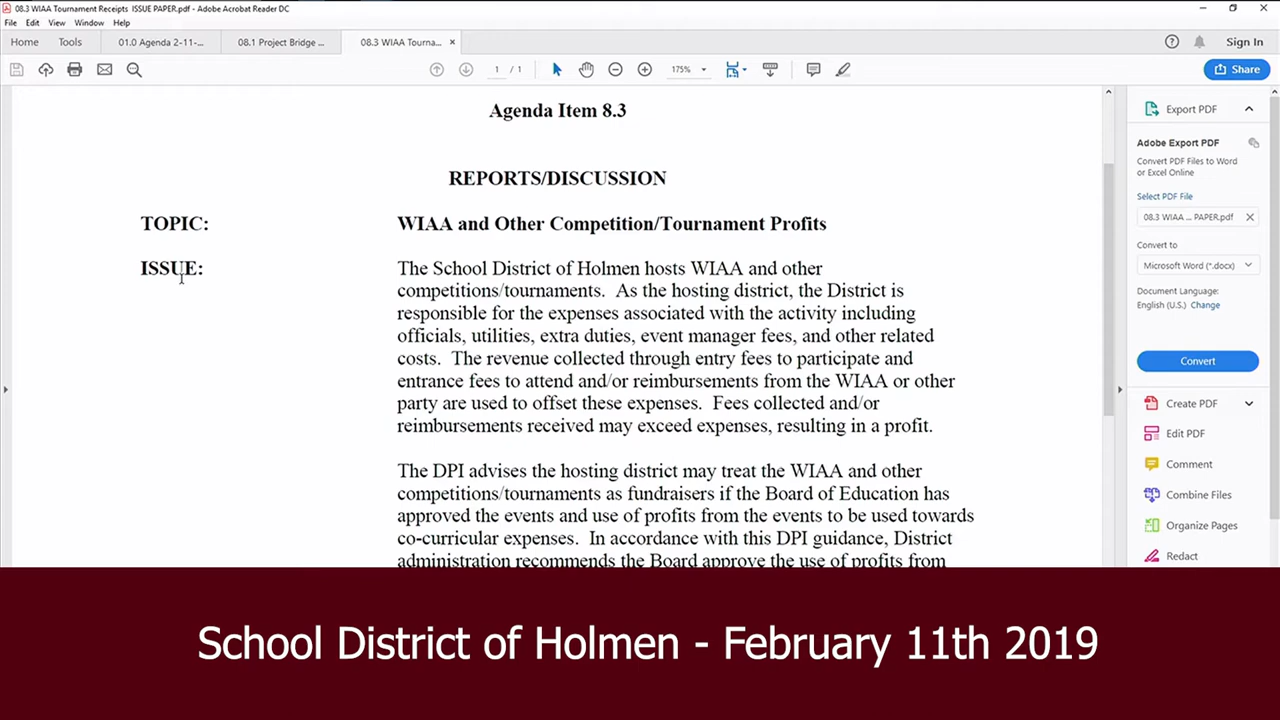 08.3 WIAA Tournament Receipts ISSUE PAPER.pdf - Adobe Acrobat Reader DC
File Edit View Window Help
Home Tools 01.0 Agenda 2-11-... 08.1 Project Bridge ... 08.3 WIAA Tourna... × Sign In
1 / 1 175% Share
Agenda Item 8.3
REPORTS/DISCUSSION
TOPIC: WIAA and Other Competition/Tournament Profits
ISSUE: The School District of Holmen hosts WIAA and other
competitions/tournaments. As the hosting district, the District is
responsible for the expenses associated with the activity including
officials, utilities, extra duties, event manager fees, and other related
costs. The revenue collected through entry fees to participate and
entrance fees to attend and/or reimbursements from the WIAA or other
party are used to offset these expenses. Fees collected and/or
reimbursements received may exceed expenses, resulting in a profit.
The DPI advises the hosting district may treat the WIAA and other
competitions/tournaments as fundraisers if the Board of Education has
approved the events and use of profits from the events to be used towards
co-curricular expenses. In accordance with this DPI guidance, District
administration recommends the Board approve the use of profits from
Export PDF
Adobe Export PDF
Convert PDF Files to Word
or Excel Online
Select PDF File
08.3 WIAA ... PAPER.pdf ×
Convert to
Microsoft Word (*.docx)
Document Language:
English (U.S.) Change
Convert
Create PDF
Edit PDF
Comment
Combine Files
Organize Pages
Redact
School District of Holmen - February 11th 2019